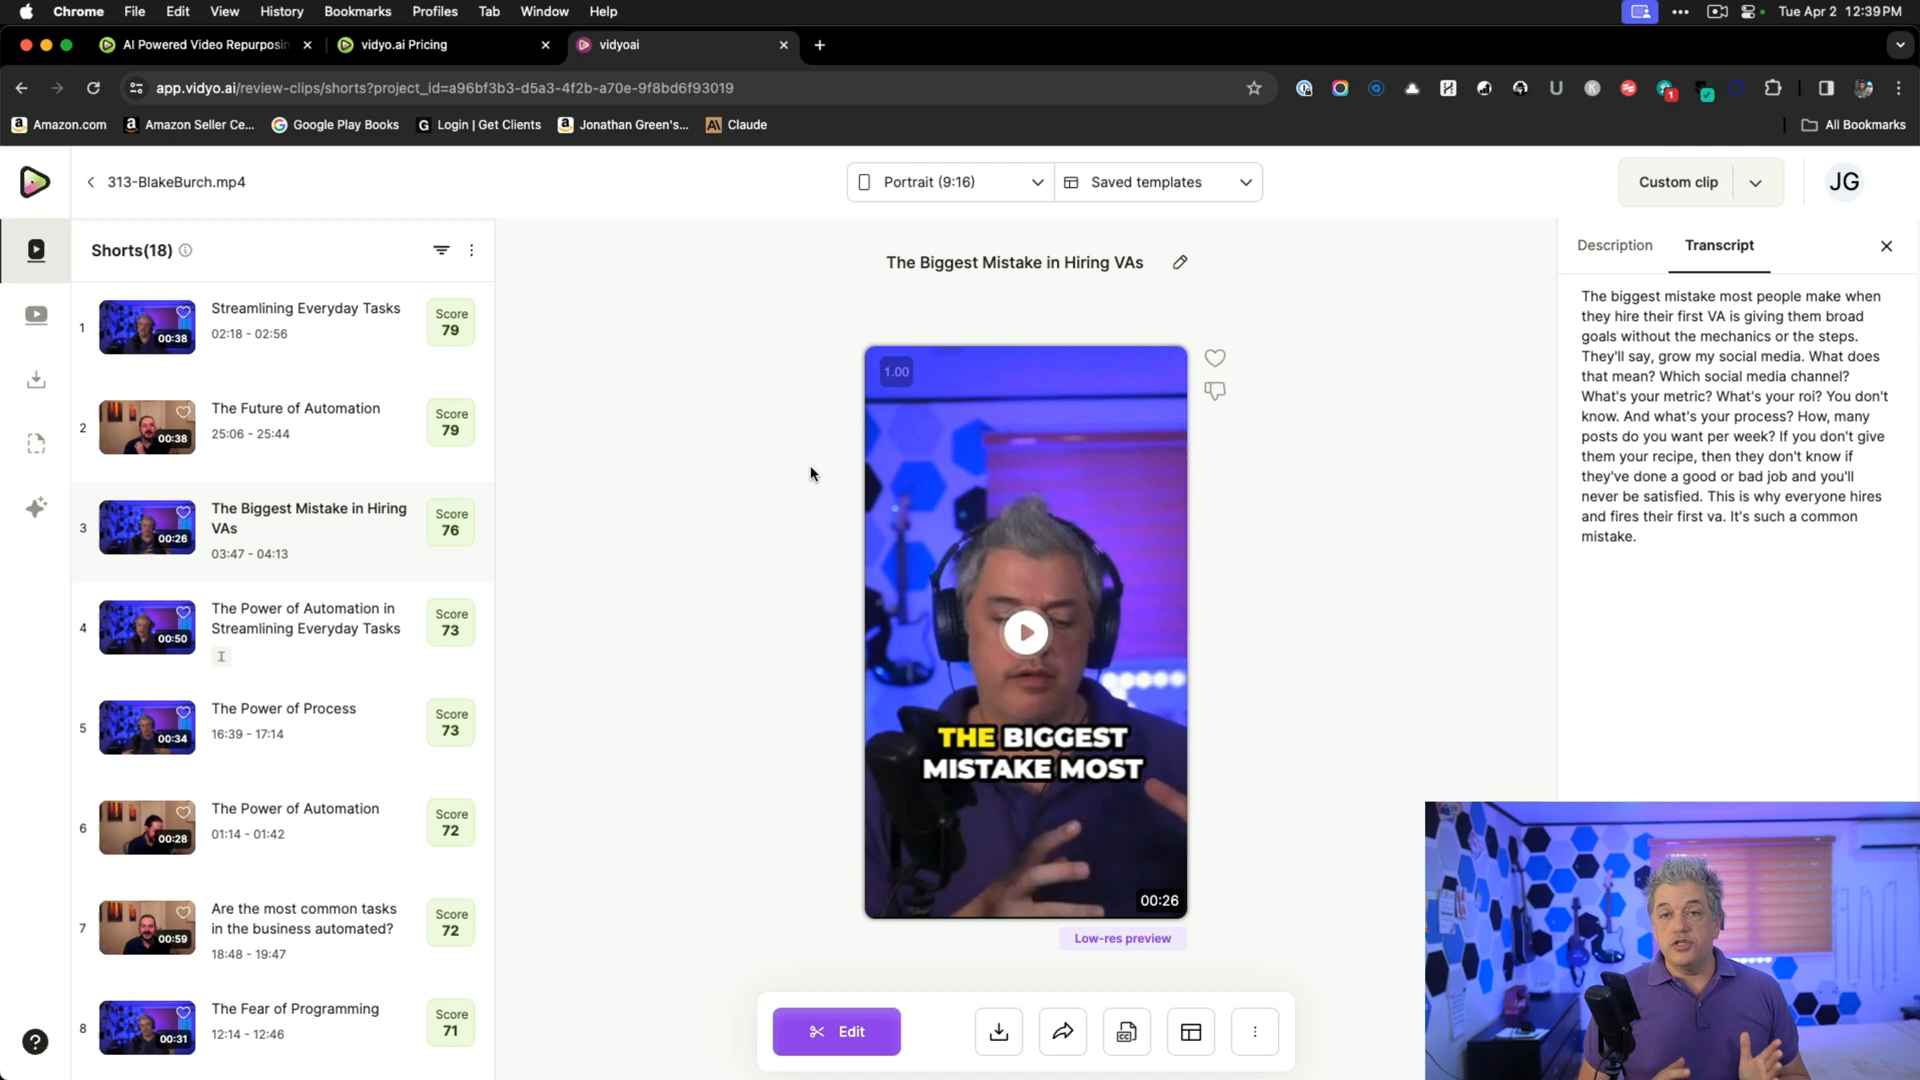 Chrome File Edit View History Bookmarks Profiles Tab Window Help
Tue Apr 2 12:39 PM
AI Powered Video Repurposin
vidyo.ai Pricing
vidyoai
app.vidyo.ai/review-clips/shorts?project_id=a96bf3b3-d5a3-4f2b-a70e-9f8bd6f93019
1
Amazon.com
Amazon Seller Ce...
Google Play Books
Login | Get Clients
Jonathan Green's...
Claude
All Bookmarks
313-BlakeBurch.mp4
Portrait (9:16)
Saved templates
Custom clip
JG
Shorts(18)
1
00:38
Streamlining Everyday Tasks
02:18 - 02:56
Score
79
2
00:38
The Future of Automation
25:06 - 25:44
Score
79
3
00:26
The Biggest Mistake in Hiring
VAs
03:47 - 04:13
Score
76
4
00:50
The Power of Automation in
Streamlining Everyday Tasks
Score
73
5
00:34
The Power of Process
16:39 - 17:14
Score
73
6
00:28
The Power of Automation
01:14 - 01:42
Score
72
7
00:59
Are the most common tasks
in the business automated?
18:48 - 19:47
Score
72
8
00:31
The Fear of Programming
12:14 - 12:46
Score
71
The Biggest Mistake in Hiring VAs
1.00
THE BIGGEST
MISTAKE MOST
00:26
Low-res preview
Edit
CC
Description
Transcript
The biggest mistake most people make when
they hire their first VA is giving them broad
goals without the mechanics or the steps.
They'll say, grow my social media. What does
that mean? Which social media channel?
What's your metric? What's your roi? You don't
know. And what's your process? How, many
posts do you want per week? If you don't give
them your recipe, then they don't know if
they've done a good or bad job and you'll
never be satisfied. This is why everyone hires
and fires their first va. It's such a common
mistake.